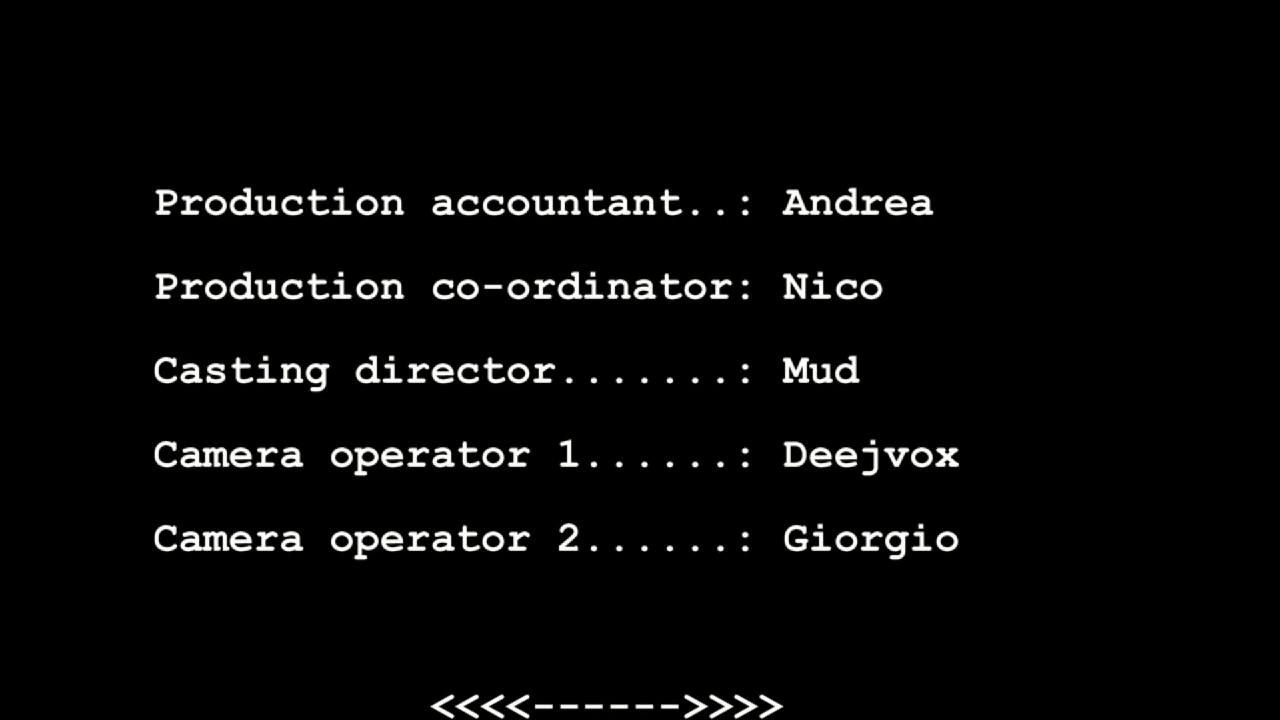 Production accountant..: Andrea
Production co-ordinator: Nico
Casting director.......: Mud
Camera operator 1......: Deejvox
Camera operator 2......: Giorgio
<<<<------>>>>